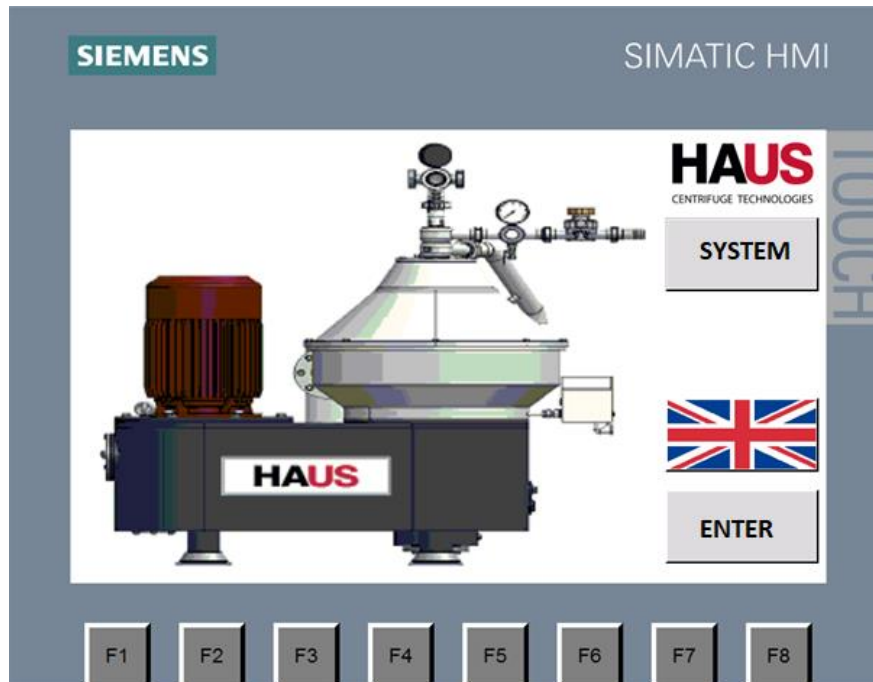 SIEMENS
SIMATIC HMI
TOUCH
HAUS
CENTRIFUGE TECHNOLOGIES
SYSTEM
HAUS
ENTER
F1 F2 F3 F4 F5 F6 F7 F8